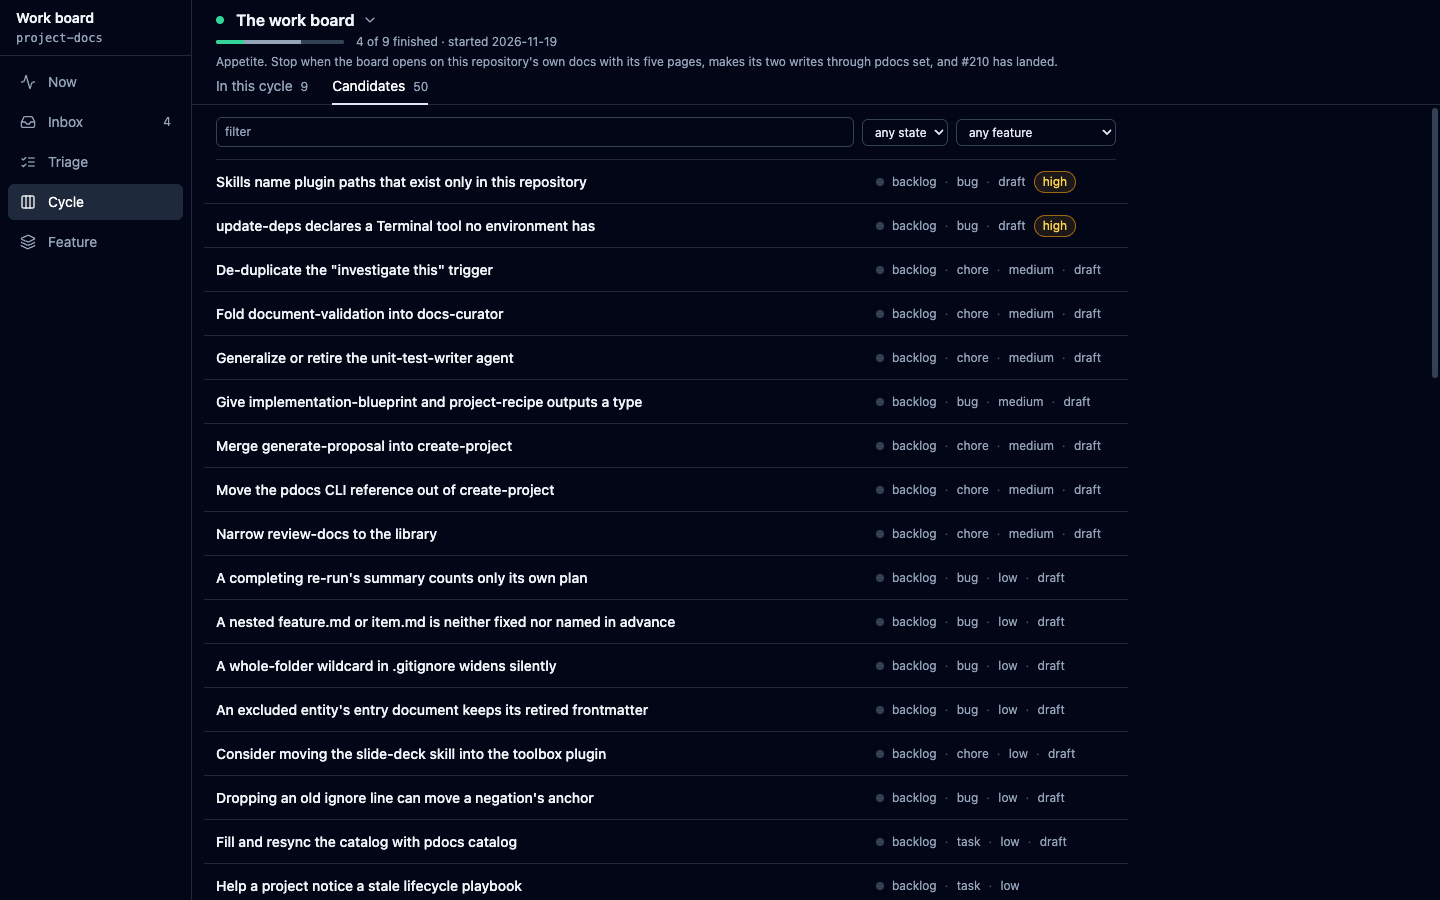 Work board
project-docs
Now
Inbox 4
Triage
Cycle
Feature
The work board
4 of 9 finished · started 2026-11-19
Appetite. Stop when the board opens on this repository's own docs with its five pages, makes its two writes through pdocs set, and #210 has landed.
In this cycle 9 Candidates 50
filter any state any feature
Skills name plugin paths that exist only in this repository backlog · bug · draft high
update-deps declares a Terminal tool no environment has backlog · bug · draft high
De-duplicate the "investigate this" trigger backlog · chore · medium · draft
Fold document-validation into docs-curator backlog · chore · medium · draft
Generalize or retire the unit-test-writer agent backlog · chore · medium · draft
Give implementation-blueprint and project-recipe outputs a type backlog · bug · medium · draft
Merge generate-proposal into create-project backlog · chore · medium · draft
Move the pdocs CLI reference out of create-project backlog · chore · medium · draft
Narrow review-docs to the library backlog · chore · medium · draft
A completing re-run's summary counts only its own plan backlog · bug · low · draft
A nested feature.md or item.md is neither fixed nor named in advance backlog · bug · low · draft
A whole-folder wildcard in .gitignore widens silently backlog · bug · low · draft
An excluded entity's entry document keeps its retired frontmatter backlog · bug · low · draft
Consider moving the slide-deck skill into the toolbox plugin backlog · chore · low · draft
Dropping an old ignore line can move a negation's anchor backlog · bug · low · draft
Fill and resync the catalog with pdocs catalog backlog · task · low · draft
Help a project notice a stale lifecycle playbook backlog · task · low